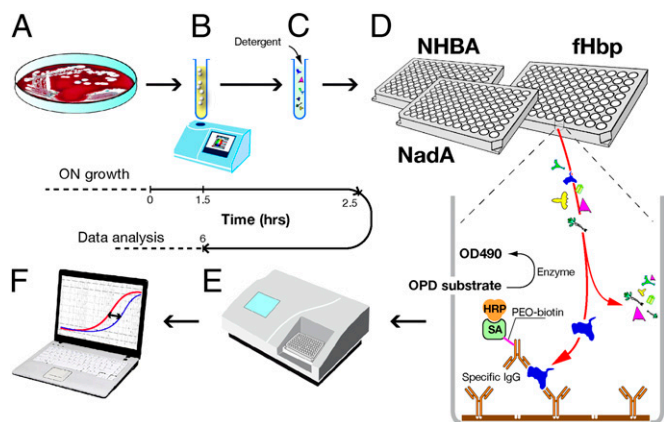 A
B
C
D
Detergent
NHBA
fHbp
NadA
ON growth
0
1.5
2.5
Time (hrs)
Data analysis
6
F
E
OD490
Enzyme
OPD substrate
HRP
SA
PEO-biotin
Specific IgG